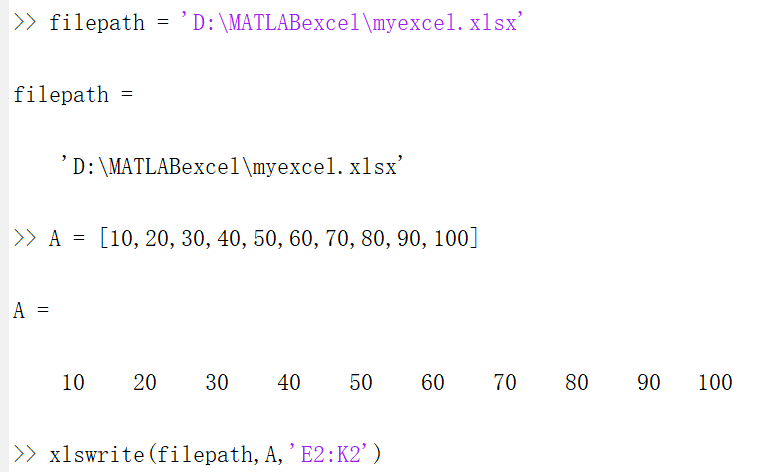 >> filepath = 'D:\MATLABexcel\myexcel.xlsx'
filepath =
'D:\MATLABexcel\myexcel.xlsx'
>> A = [10,20,30,40,50,60,70,80,90,100]
A =
10 20 30 40 50 60 70 80 90 100
>> xlswrite(filepath,A,'E2:K2')